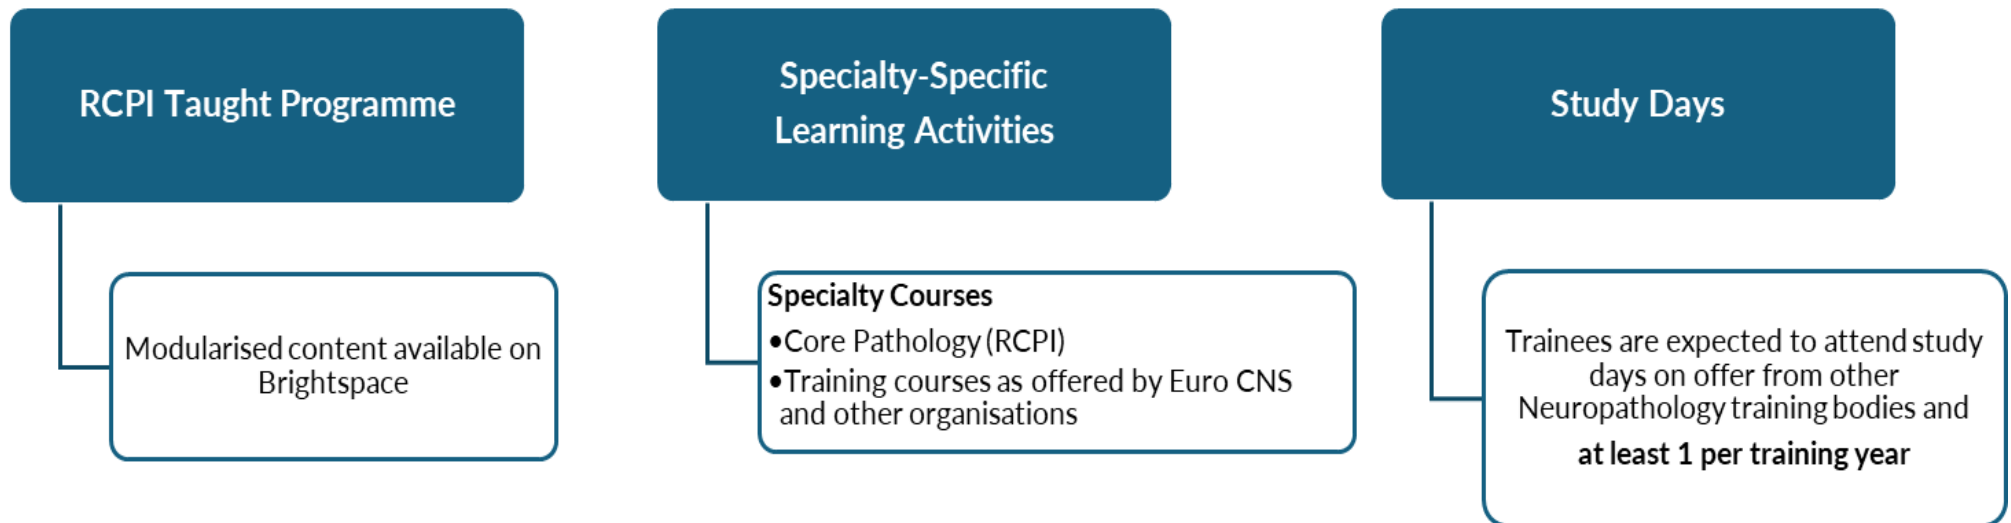 RCPI Taught Programme
Modularised content available on
Brightspace
Specialty-Specific
Learning Activities
Specialty Courses
•Core Pathology (RCPI)
•Training courses as offered by Euro CNS
and other organisations
Study Days
Trainees are expected to attend study
days on offer from other
Neuropathology training bodies and
at least 1 per training year